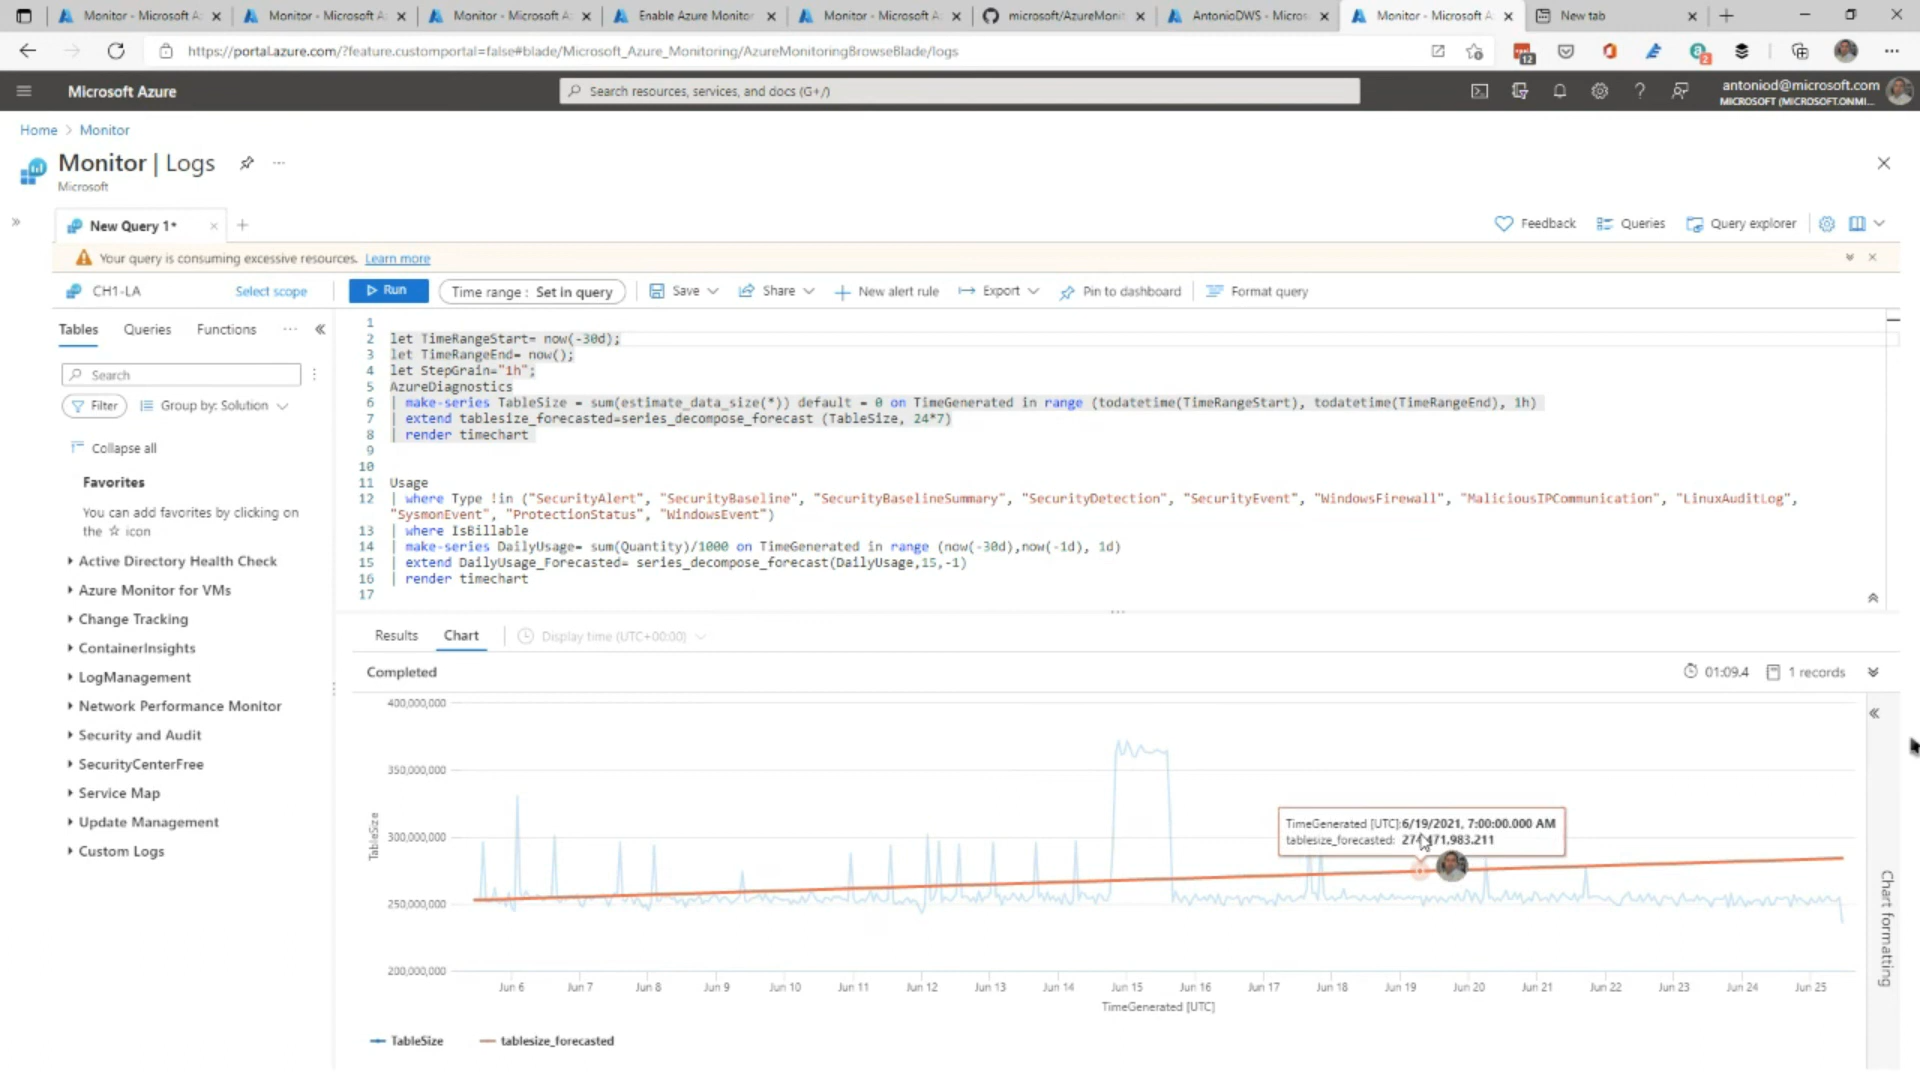 Monitor - Microsoft A
Monitor - Microsoft A
Monitor - Microsoft A
Enable Azure Monitor
Monitor - Microsoft A
microsoft/AzureMonit
AntonioDWS - Micros
Monitor - Microsoft A
New tab
https://portal.azure.com/?feature.customportal=false#blade/Microsoft_Azure_Monitoring/AzureMonitoringBrowseBlade/logs
12
a
2
Microsoft Azure
Search resources, services, and docs (G+/)
antoniod@microsoft.com
MICROSOFT (MICROSOFT.ONMI...
Home > Monitor
Monitor | Logs
Microsoft
New Query 1*
Feedback
Queries
Query explorer
Your query is consuming excessive resources. Learn more
CH1-LA
Select scope
Run
Time range : Set in query
Save
Share
New alert rule
Export
Pin to dashboard
Format query
Tables
Queries
Functions
Search
Filter
Group by: Solution
Collapse all
Favorites
You can add favorites by clicking on
the ☆ icon
Active Directory Health Check
Azure Monitor for VMs
Change Tracking
ContainerInsights
LogManagement
Network Performance Monitor
Security and Audit
SecurityCenterFree
Service Map
Update Management
Custom Logs
1
2 let TimeRangeStart= now(-30d);
3 let TimeRangeEnd= now();
4 let StepGrain="1h";
5 AzureDiagnostics
6 | make-series TableSize = sum(estimate_data_size(*)) default = 0 on TimeGenerated in range (todatetime(TimeRangeStart), todatetime(TimeRangeEnd), 1h)
7 | extend tablesize_forecasted=series_decompose_forecast (TableSize, 24*7)
8 | render timechart
9
10
11 Usage
12 | where Type !in ("SecurityAlert", "SecurityBaseline", "SecurityBaselineSummary", "SecurityDetection", "SecurityEvent", "WindowsFirewall", "MaliciousIPCommunication", "LinuxAuditLog",
"SysmonEvent", "ProtectionStatus", "WindowsEvent")
13 | where IsBillable
14 | make-series DailyUsage= sum(Quantity)/1000 on TimeGenerated in range (now(-30d),now(-1d), 1d)
15 | extend DailyUsage_Forecasted= series_decompose_forecast(DailyUsage,15,-1)
16 | render timechart
17
Results
Chart
Display time (UTC+00:00)
Completed
01:09.4
1 records
400,000,000
350,000,000
300,000,000
250,000,000
200,000,000
TableSize
TimeGenerated [UTC]:6/19/2021, 7:00:00.000 AM
tablesize_forecasted:
Jun 6
Jun 7
Jun 8
Jun 9
Jun 10
Jun 11
Jun 12
Jun 13
Jun 14
Jun 15
Jun 16
Jun 17
Jun 18
Jun 19
Jun 20
Jun 21
Jun 22
Jun 23
Jun 24
Jun 25
TimeGenerated [UTC]
TableSize
tablesize_forecasted
Chart formatting